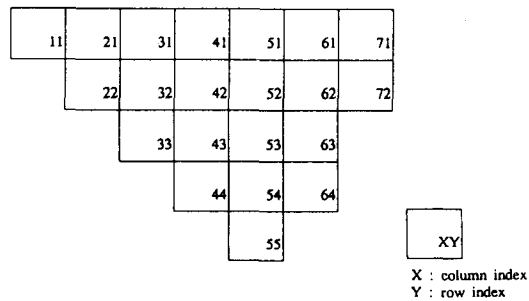 11 21 31 41 51 61 71
22 32 42 52 62 72
33 43 53 63
44 54 64
55
XY
X : column index
Y : row index